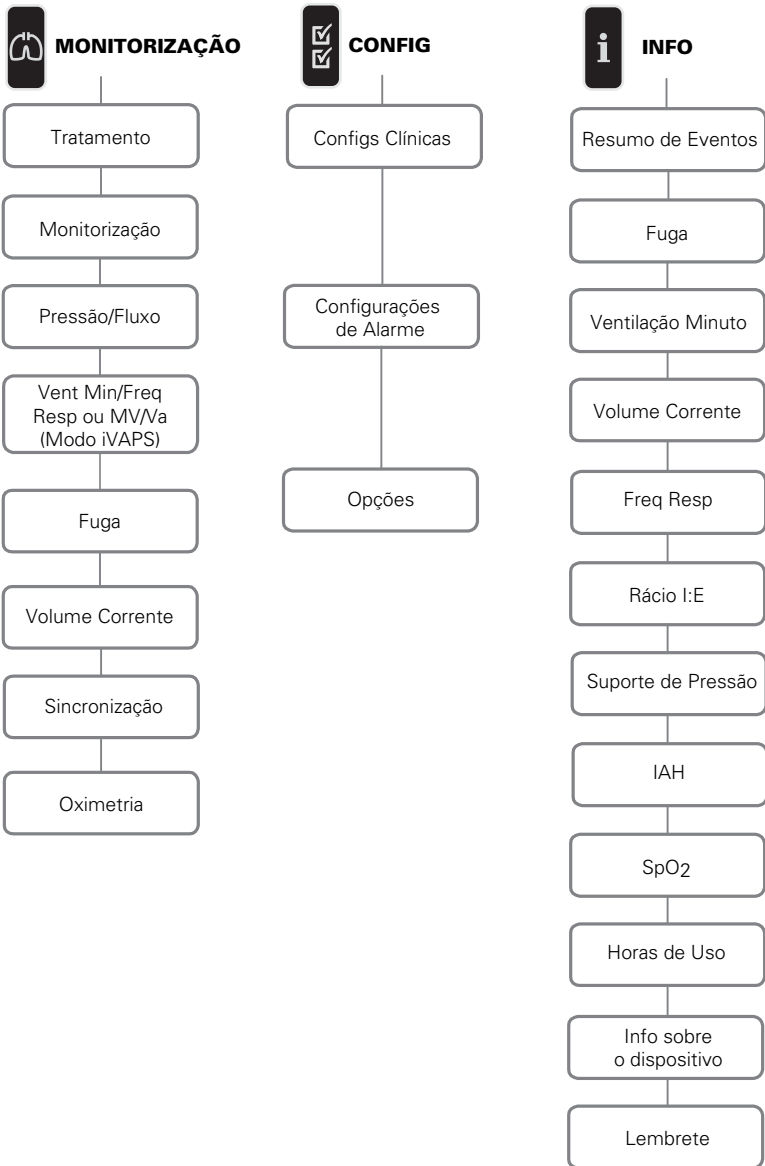 MONITORIZAÇÃO
Tratamento
Monitorização
Pressão/Fluxo
Vent Min/Freq
Resp ou MV/Va
(Modo iVAPS)
Fuga
Volume Corrente
Sincronização
Oximetria
CONFIG
Configs Clínicas
Configurações
de Alarme
Opções
i
INFO
Resumo de Eventos
Fuga
Ventilação Minuto
Volume Corrente
Freq Resp
Rácio I:E
Suporte de Pressão
IAH
SpO2
Horas de Uso
Info sobre
o dispositivo
Lembrete